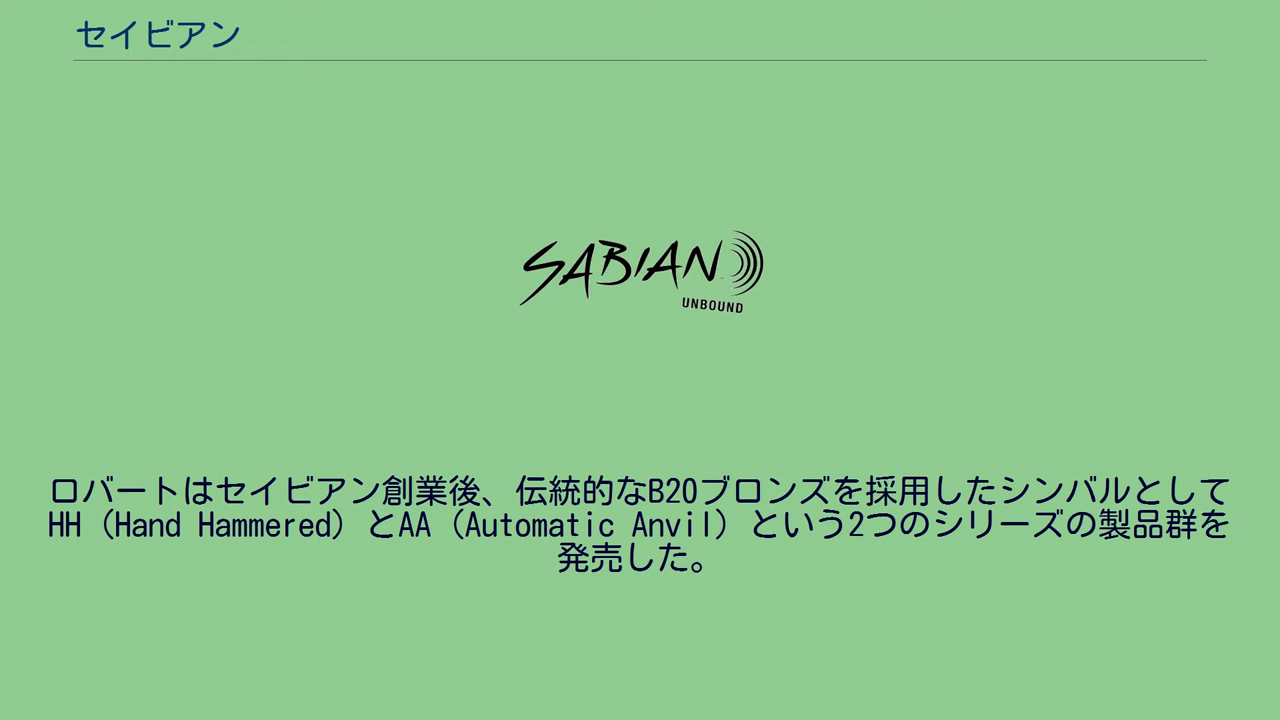 セイビアン
SABIAN
UNBOUND
ロバートはセイビアン創業後、伝統的なB20ブロンズを採用したシンバルとして
HH（Hand Hammered）とAA（Automatic Anvil）という2つのシリーズの製品群を
発売した。